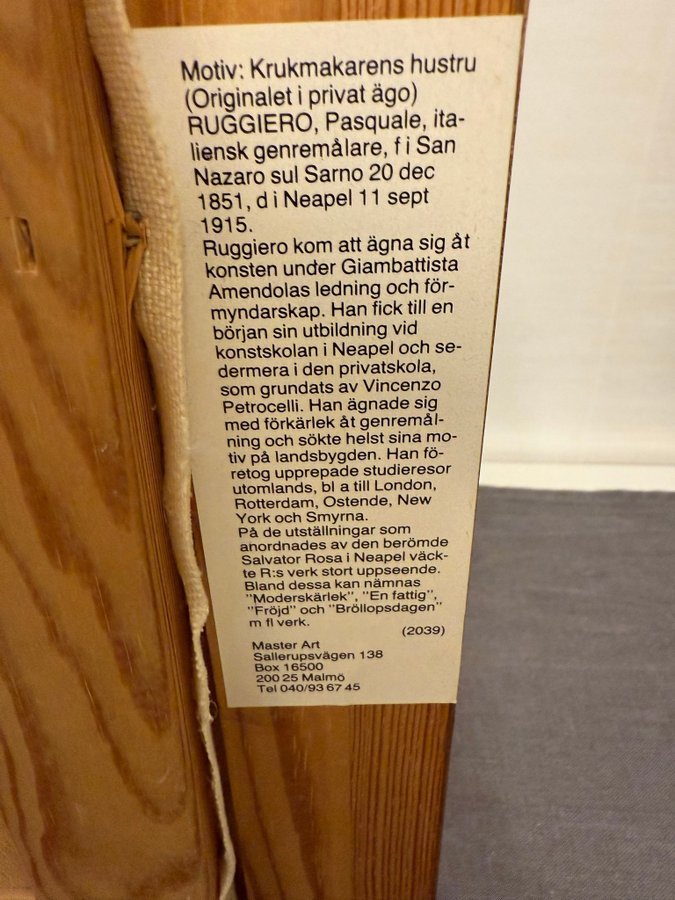 Motiv: Krukmakarens hustru
(Originalet i privat ägo)
RUGGIERO, Pasquale, ita-
liensk genremålare, f i San
Nazaro sul Sarno 20 dec
1851, d i Neapel 11 sept
1915.
Ruggiero kom att ägna sig åt
konsten under Giambattista
Amendolas ledning och för-
myndarskap. Han fick till en
början sin utbildning vid
konstskolan i Neapel och se-
dermera i den privatskola,
som grundats av Vincenzo
Petrocelli. Han ägnade sig
med förkärlek åt genremål-
ning och sökte helst sina mo-
tiv på landsbygden. Han fö-
retog upprepade studieresor
utomlands, bl a till London,
Rotterdam, Ostende, New
York och Smyrna.
På de utställningar som
anordnades av den berömde
Salvator Rosa i Neapel väck-
te R:s verk stort uppseende.
Bland dessa kan nämnas
"Moderskärlek", "En fattig",
"Fröjd" och "Bröllopsdagen"
m fl verk.
(2039)
Master Art
Sallerupsvägen 138
Box 16500
200 25 Malmö
Tel 040/93 67 45